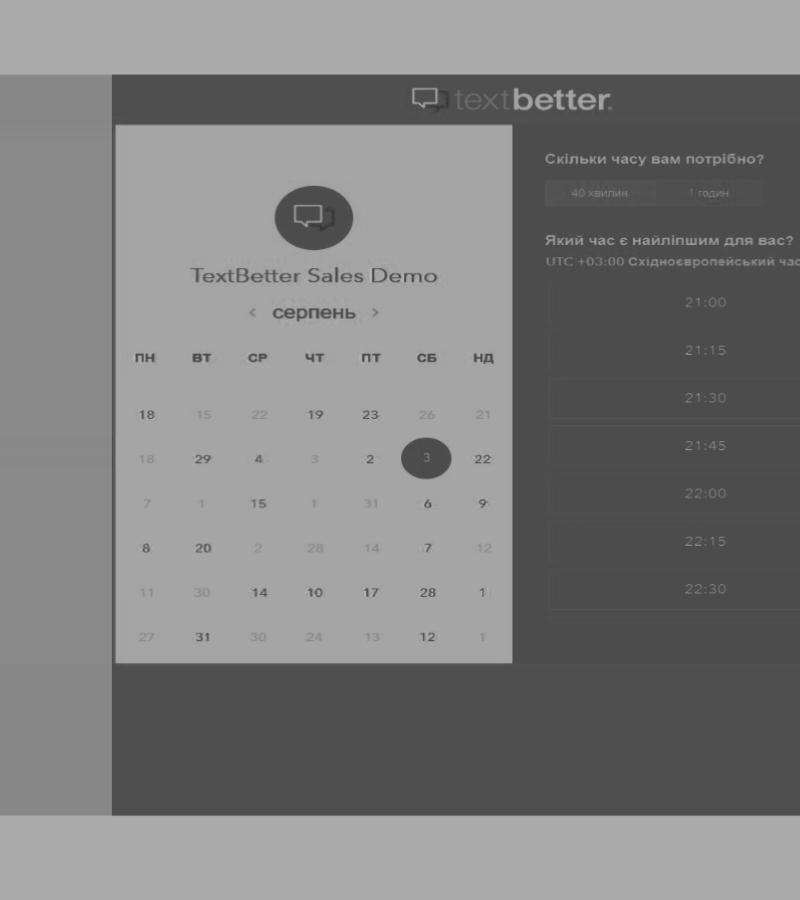 textbetter.
TextBetter Sales Demo
‹ серпень ›
ПН ВТ СР ЧТ ПТ СБ НД
18 15 22 19 23 26 21
18 29 4 3 2 3 22
7 1 15 1 31 6 9
8 20 2 28 14 7 12
11 30 14 10 17 28 1
27 31 30 24 13 12 1
Скільки часу вам потрібно?
40 хвилин 1 годин
Який час є найліпшим для вас?
UTC +03:00 Східноєвропейський час
21:00
21:15
21:30
21:45
22:00
22:15
22:30